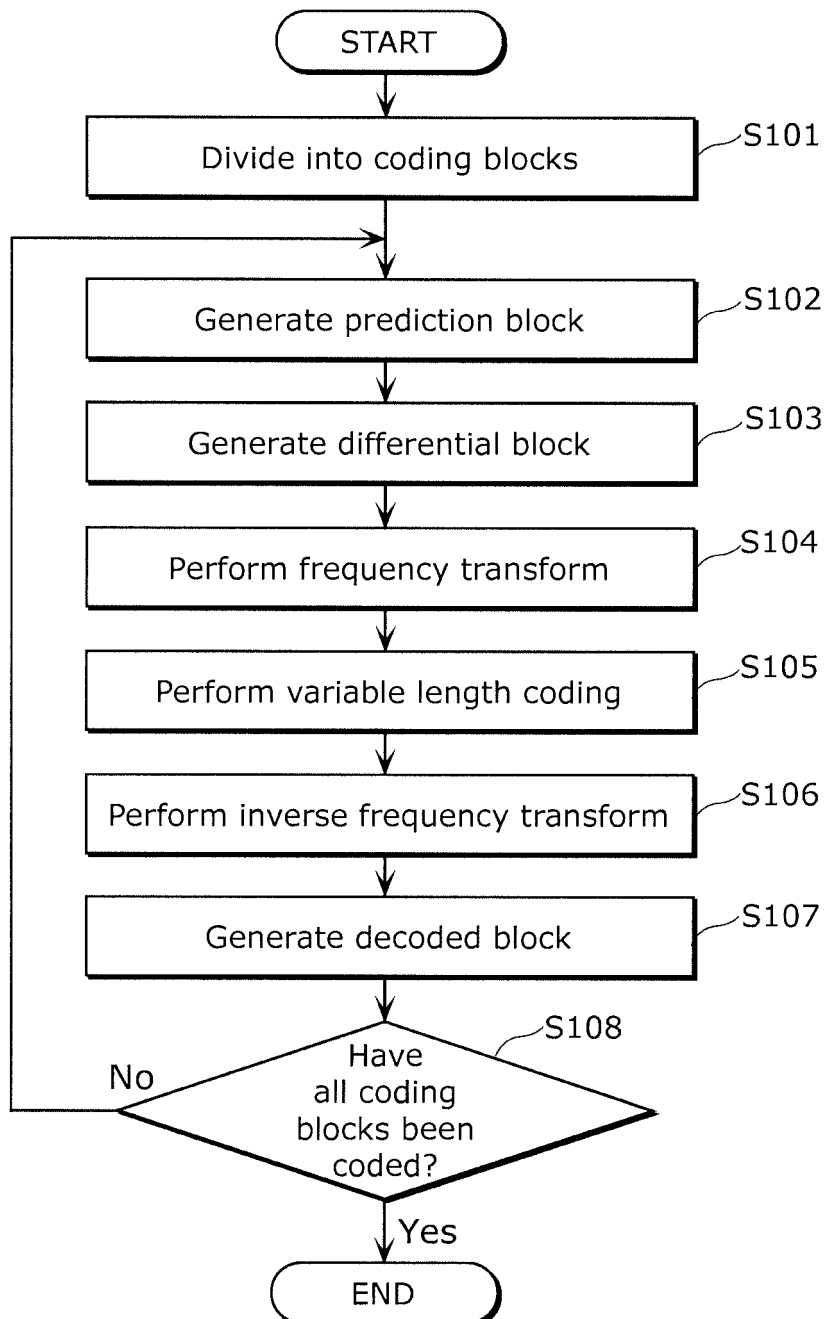 START
Divide into coding blocks
S101
Generate prediction block
S102
Generate differential block
S103
Perform frequency transform
S104
Perform variable length coding
S105
Perform inverse frequency transform
S106
Generate decoded block
S107
Have
all coding
blocks been
coded?
S108
No
Yes
END